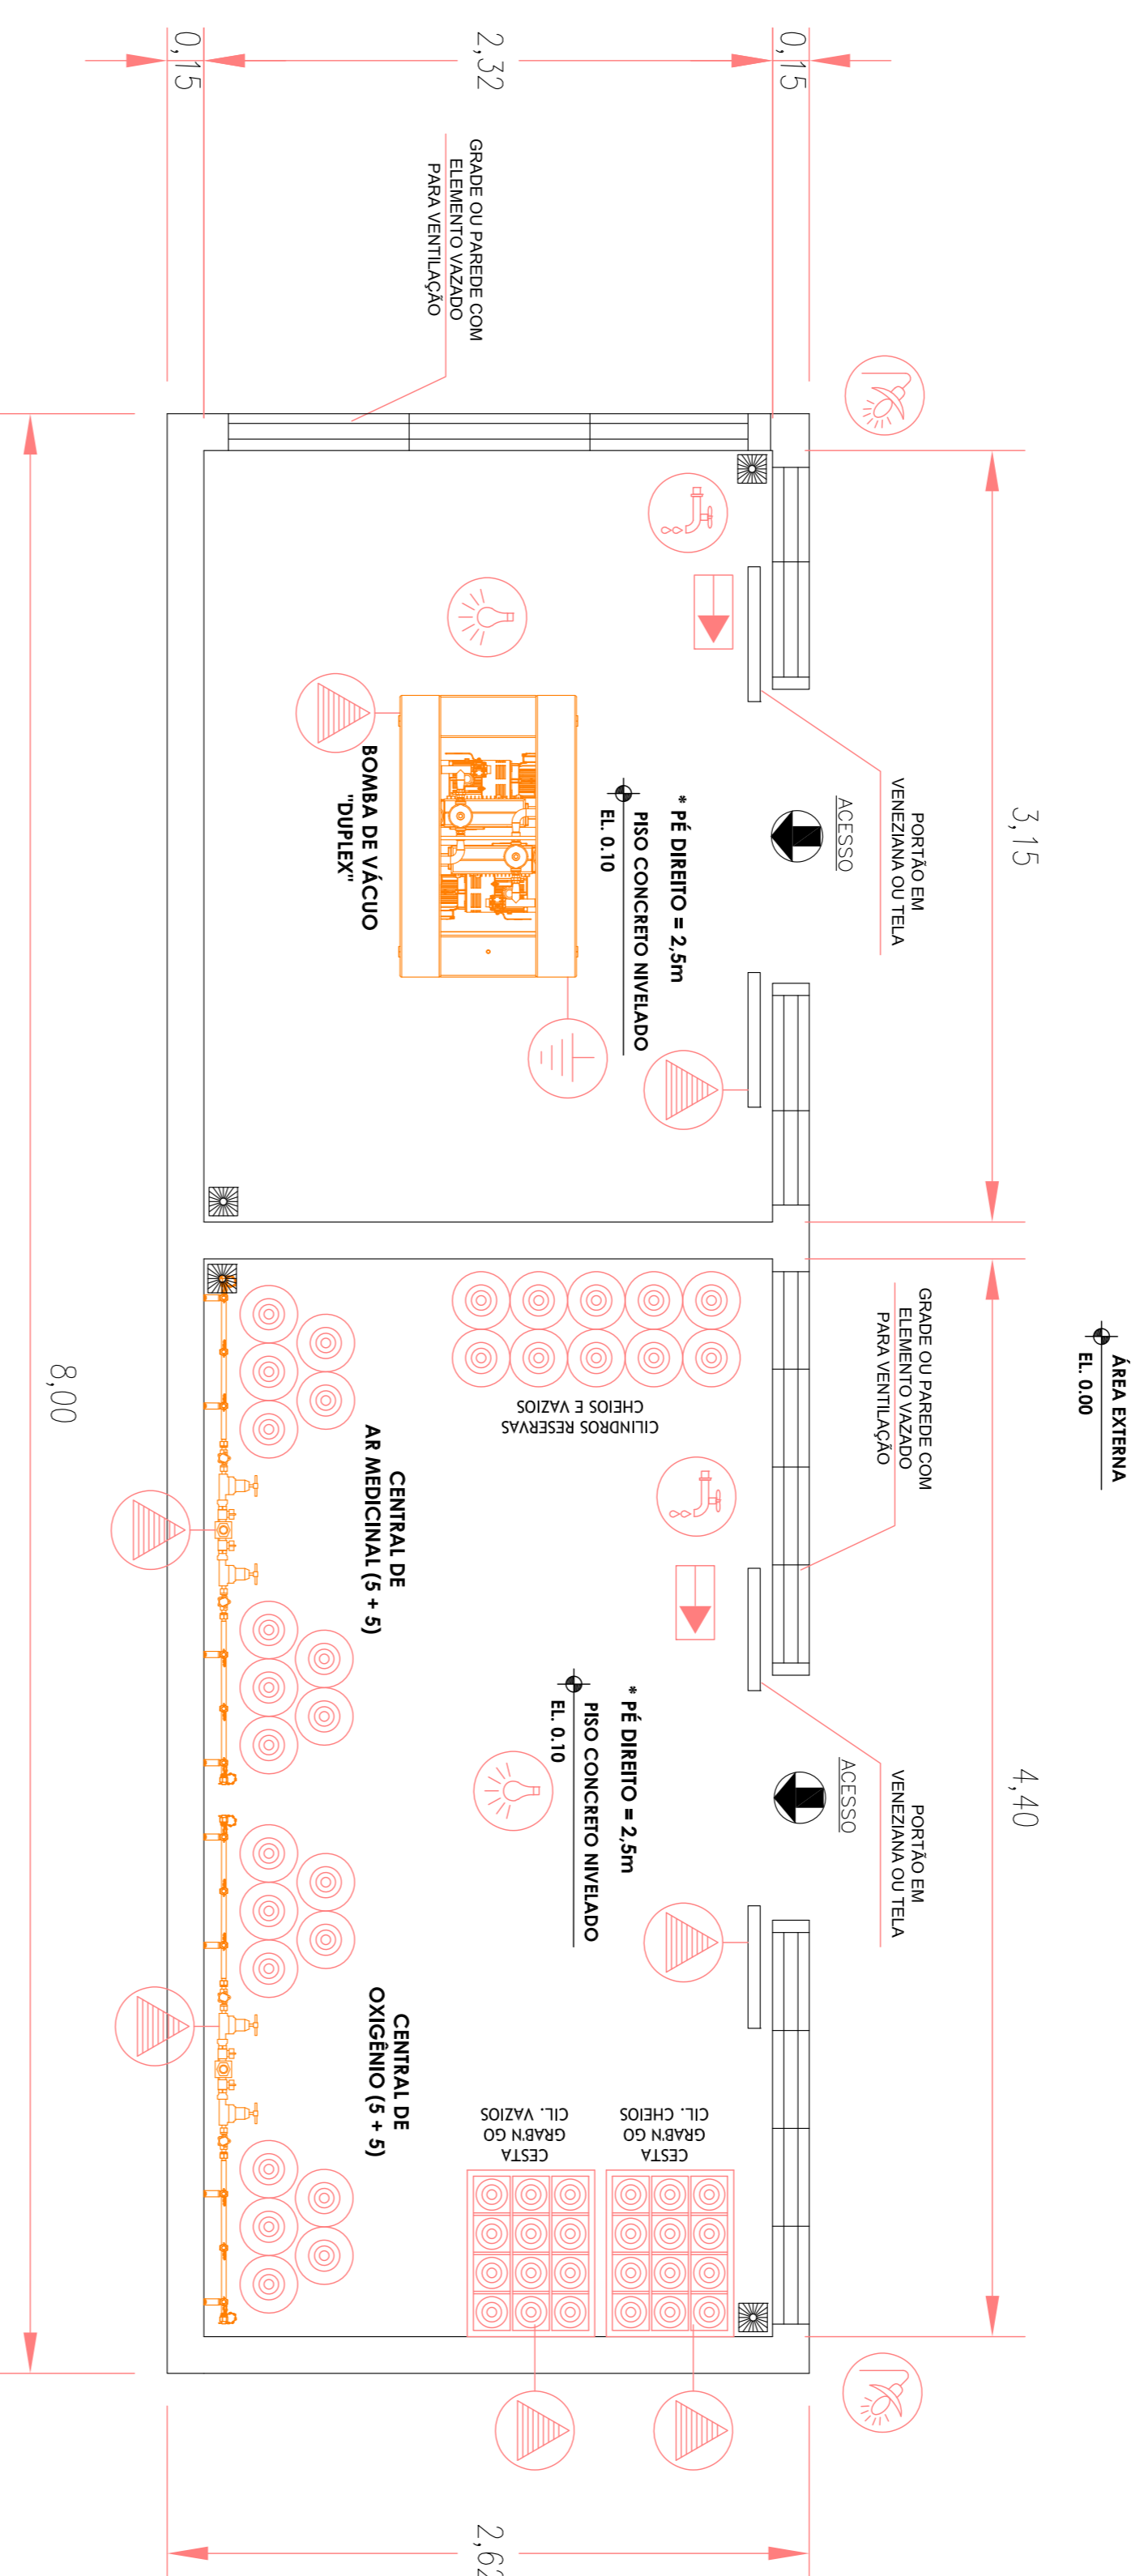 ÁREA EXTERNA
EL. 0.00
3,15
4,40
PORTÃO EM
VENEZIANA OU TELA
ACESSO
GRADE OU PAREDE COM
ELEMENTO VAZADO
PARA VENTILAÇÃO
PORTÃO EM
VENEZIANA OU TELA
ACESSO
0,15
2,32
0,15
GRADE OU PAREDE COM
ELEMENTO VAZADO
PARA VENTILAÇÃO
* PÉ DIREITO = 2,5m
PISO CONCRETO NIVELADO
EL. 0.10
BOMBA DE VÁCUO
"DUPLEX"
CILINDROS RESERVAS
CHEIOS E VAZIOS
* PÉ DIREITO = 2,5m
PISO CONCRETO NIVELADO
EL. 0.10
CESTA
GRAB'N GO
CIL. CHEIOS
CESTA
GRAB'N GO
CIL. VAZIOS
CENTRAL DE
AR MEDICINAL (5 + 5)
CENTRAL DE
OXIGÊNIO (5 + 5)
2,62
8,00